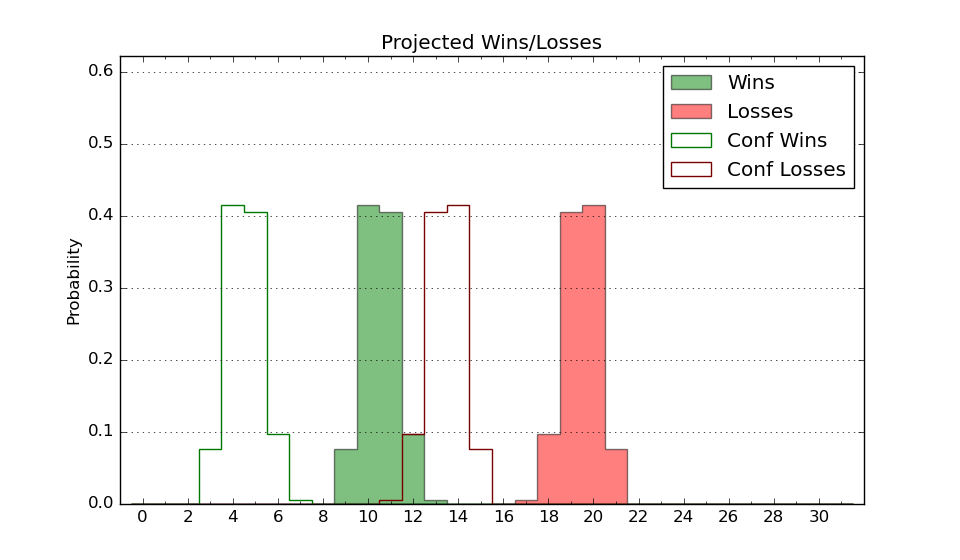 Projected Wins/Losses
0.6
0.5
0.4
0.3
0.2
0.1
0.0
Probability
Wins
Losses
Conf Wins
Conf Losses
0 2 4 6 8 10 12 14 16 18 20 22 24 26 28 30